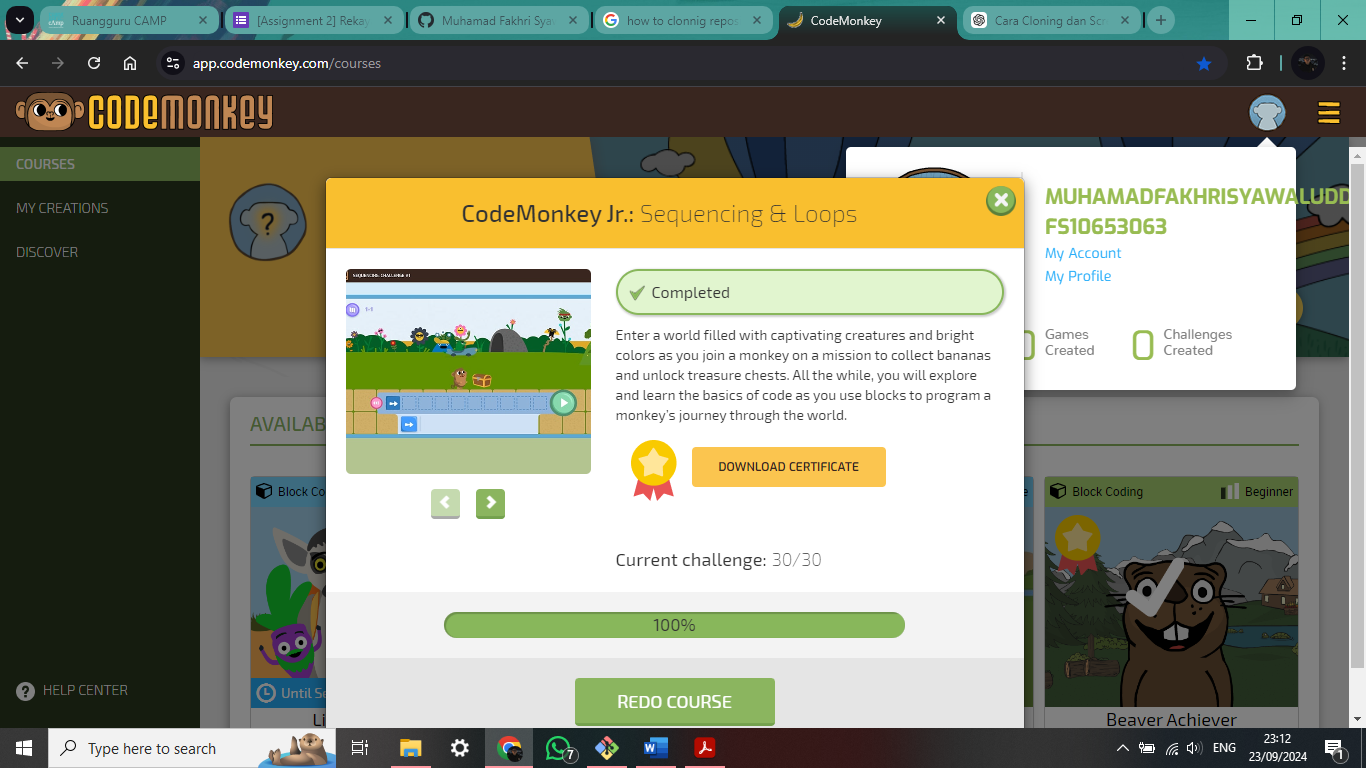 Ruangguru CAMP
[Assignment 2] Rekay
Muhamad Fakhri Syaw
how to clonnig repos
CodeMonkey
Cara Cloning dan Scr
app.codemonkey.com/courses
CODEMONKEY
COURSES
MY CREATIONS
DISCOVER
HELP CENTER
MUHAMADFAKHRISYAWALUDD
FS10653063
My Account
My Profile
Games
Created
0 Challenges
Created
CodeMonkey Jr.: Sequencing & Loops
SEQUENCING CHALLENGE #1
Completed
Enter a world filled with captivating creatures and bright
colors as you join a monkey on a mission to collect bananas
and unlock treasure chests. All the while, you will explore
and learn the basics of code as you use blocks to program a
monkey's journey through the world.
DOWNLOAD CERTIFICATE
Current challenge: 30/30
100%
REDO COURSE
AVAILAB
Block Co
Until Se
Li
Block Coding
Beginner
Beaver Achiever
Type here to search
7
ENG
23:12
23/09/2024
1